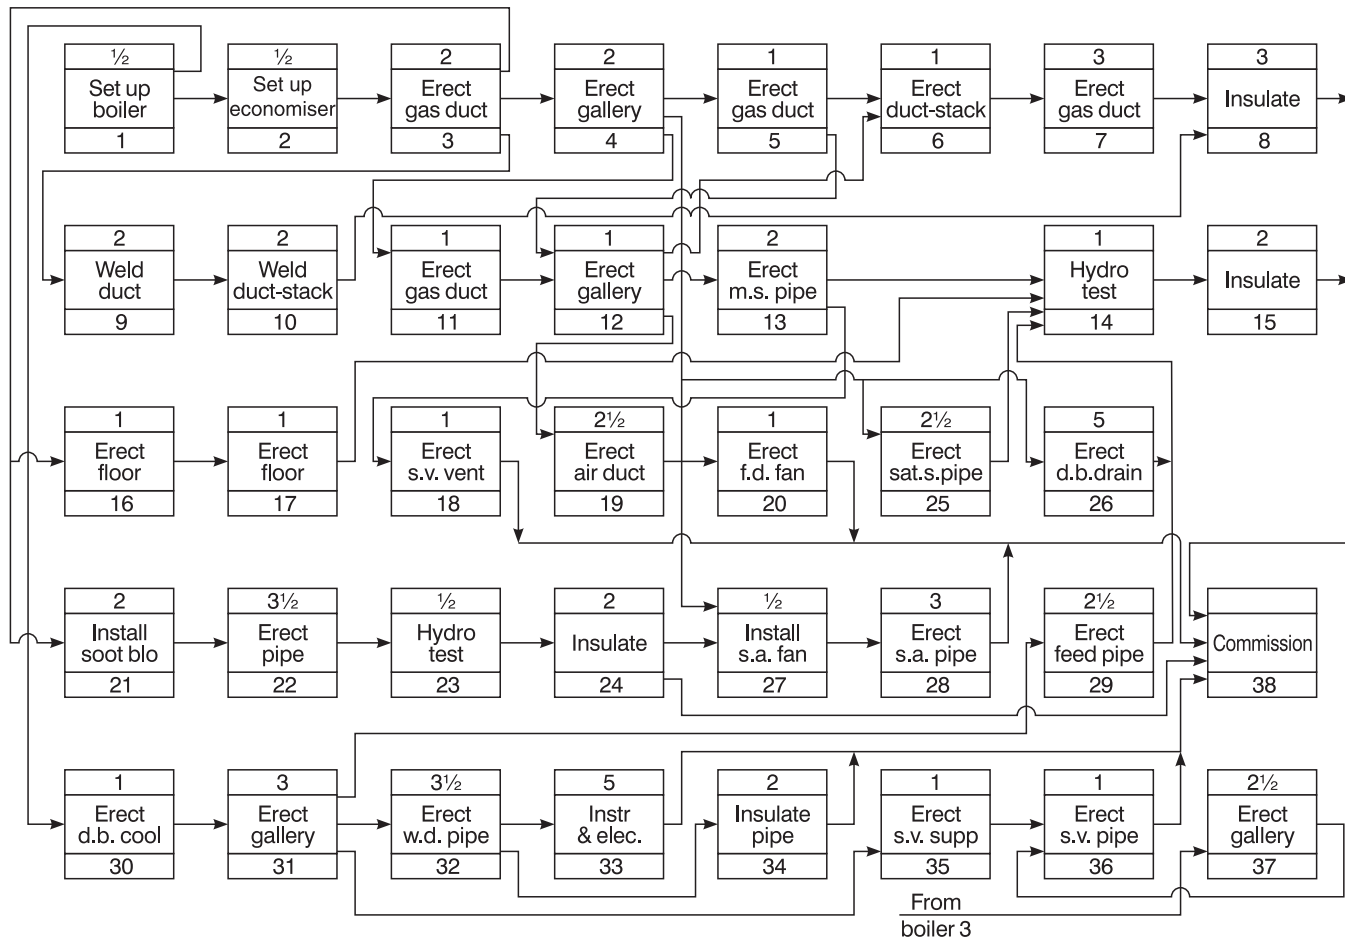 ½
Set up
boiler
1
½
Set up
economiser
2
2
Erect
gas duct
3
2
Erect
gallery
4
1
Erect
gas duct
5
1
Erect
duct-stack
6
3
Erect
gas duct
7
3
Insulate
8
2
Weld
duct
9
2
Weld
duct-stack
10
1
Erect
gas duct
11
1
Erect
gallery
12
2
Erect
m.s. pipe
13
1
Hydro
test
14
2
Insulate
15
1
Erect
floor
16
1
Erect
floor
17
1
Erect
s.v. vent
18
2½
Erect
air duct
19
1
Erect
f.d. fan
20
2½
Erect
sat.s.pipe
25
5
Erect
d.b.drain
26
2
Install
soot blo
21
3½
Erect
pipe
22
½
Hydro
test
23
2
Insulate
24
½
Install
s.a. fan
27
3
Erect
s.a. pipe
28
2½
Erect
feed pipe
29
Commission
38
1
Erect
d.b. cool
30
3
Erect
gallery
31
3½
Erect
w.d. pipe
32
5
Instr
& elec.
33
2
Insulate
pipe
34
1
Erect
s.v. supp
35
1
Erect
s.v. pipe
36
2½
Erect
gallery
37
From
boiler 3